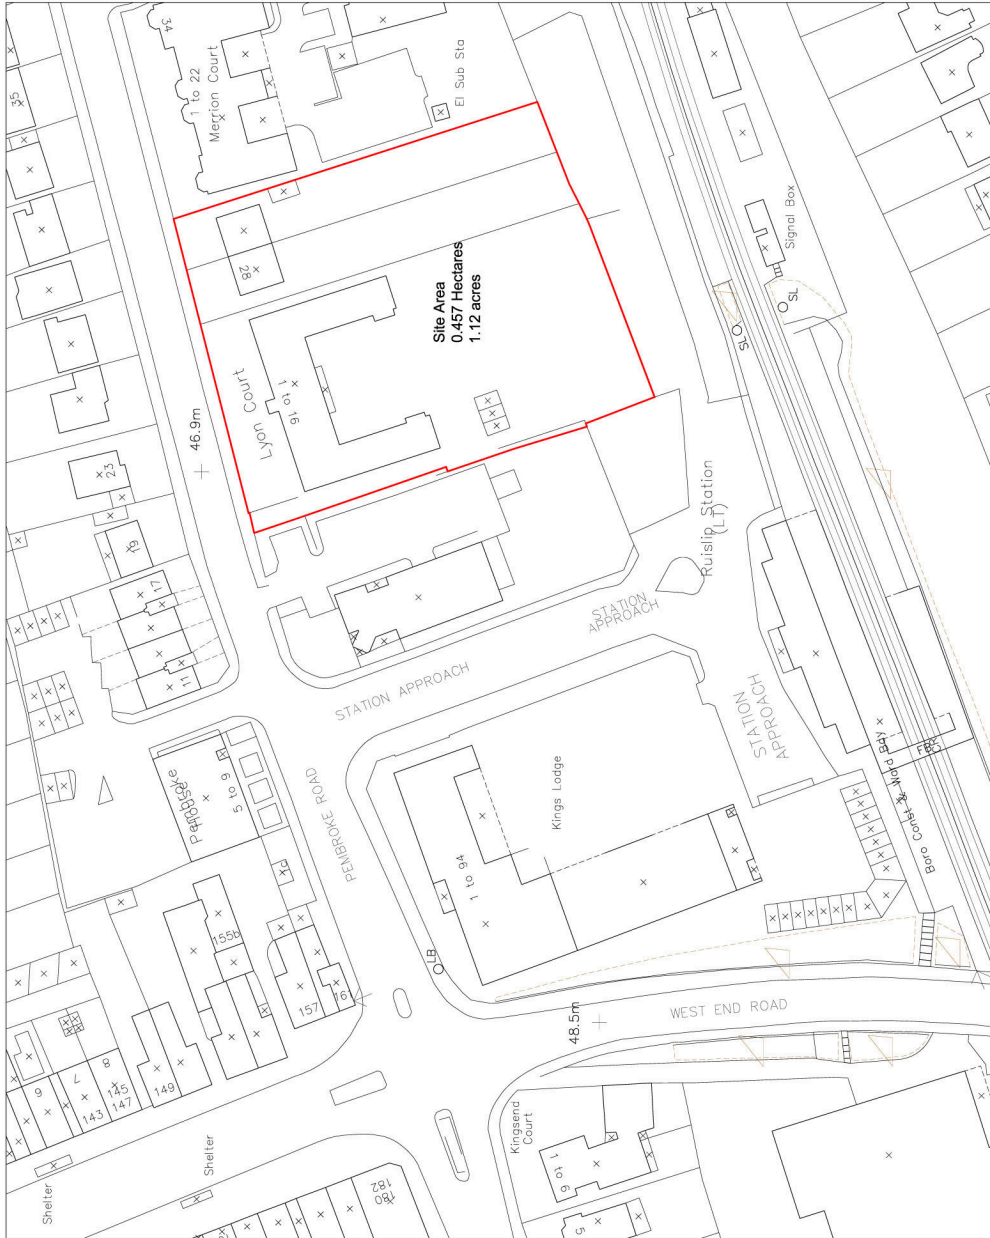 34
1 to 22
Merrion Court
El Sub Sta
35
28
Site Area
0.457 Hectares
1.12 acres
Signal Box
SL
SL
Lyon Court
1 to 16
46.9m
23
19
17
11
Ruislip Station
(LT)
STATION
APPROACH
STATION APPROACH
STATION
APPROACH
Pembroke
House
5 to 9
PEMBROKE ROAD
Kings Lodge
1 to 94
Boro Const & Ward Bdy
FB
CR
1c
155b
157
161
LB
48.5m
WEST END ROAD
9
7
8
143
145
147
149
Shelter
Shelter
Kingsend
Court
1 to 6
5
180
182